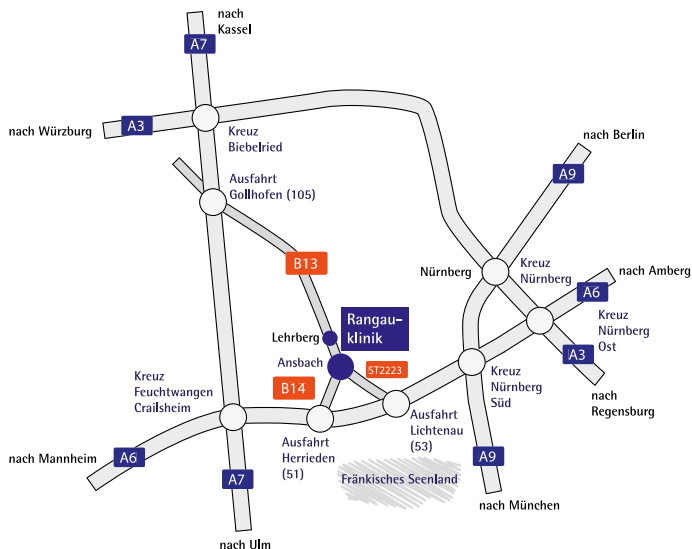 nach
Kassel
A7
nach Würzburg
A3
Kreuz
Biebelried
nach Berlin
A9
Ausfahrt
Gollhofen (105)
B13
Nürnberg
Kreuz
Nürnberg
nach Amberg
A6
Kreuz
Nürnberg
Ost
A3
nach
Regensburg
Lehrberg
Rangau-
klinik
Ansbach
ST2223
B14
Kreuz
Feuchtwangen
Crailsheim
Kreuz
Nürnberg
Süd
Ausfahrt
Herrieden
(51)
Ausfahrt
Lichtenau
(53)
nach Mannheim
A6
A7
Fränkisches Seenland
A9
nach München
nach Ulm